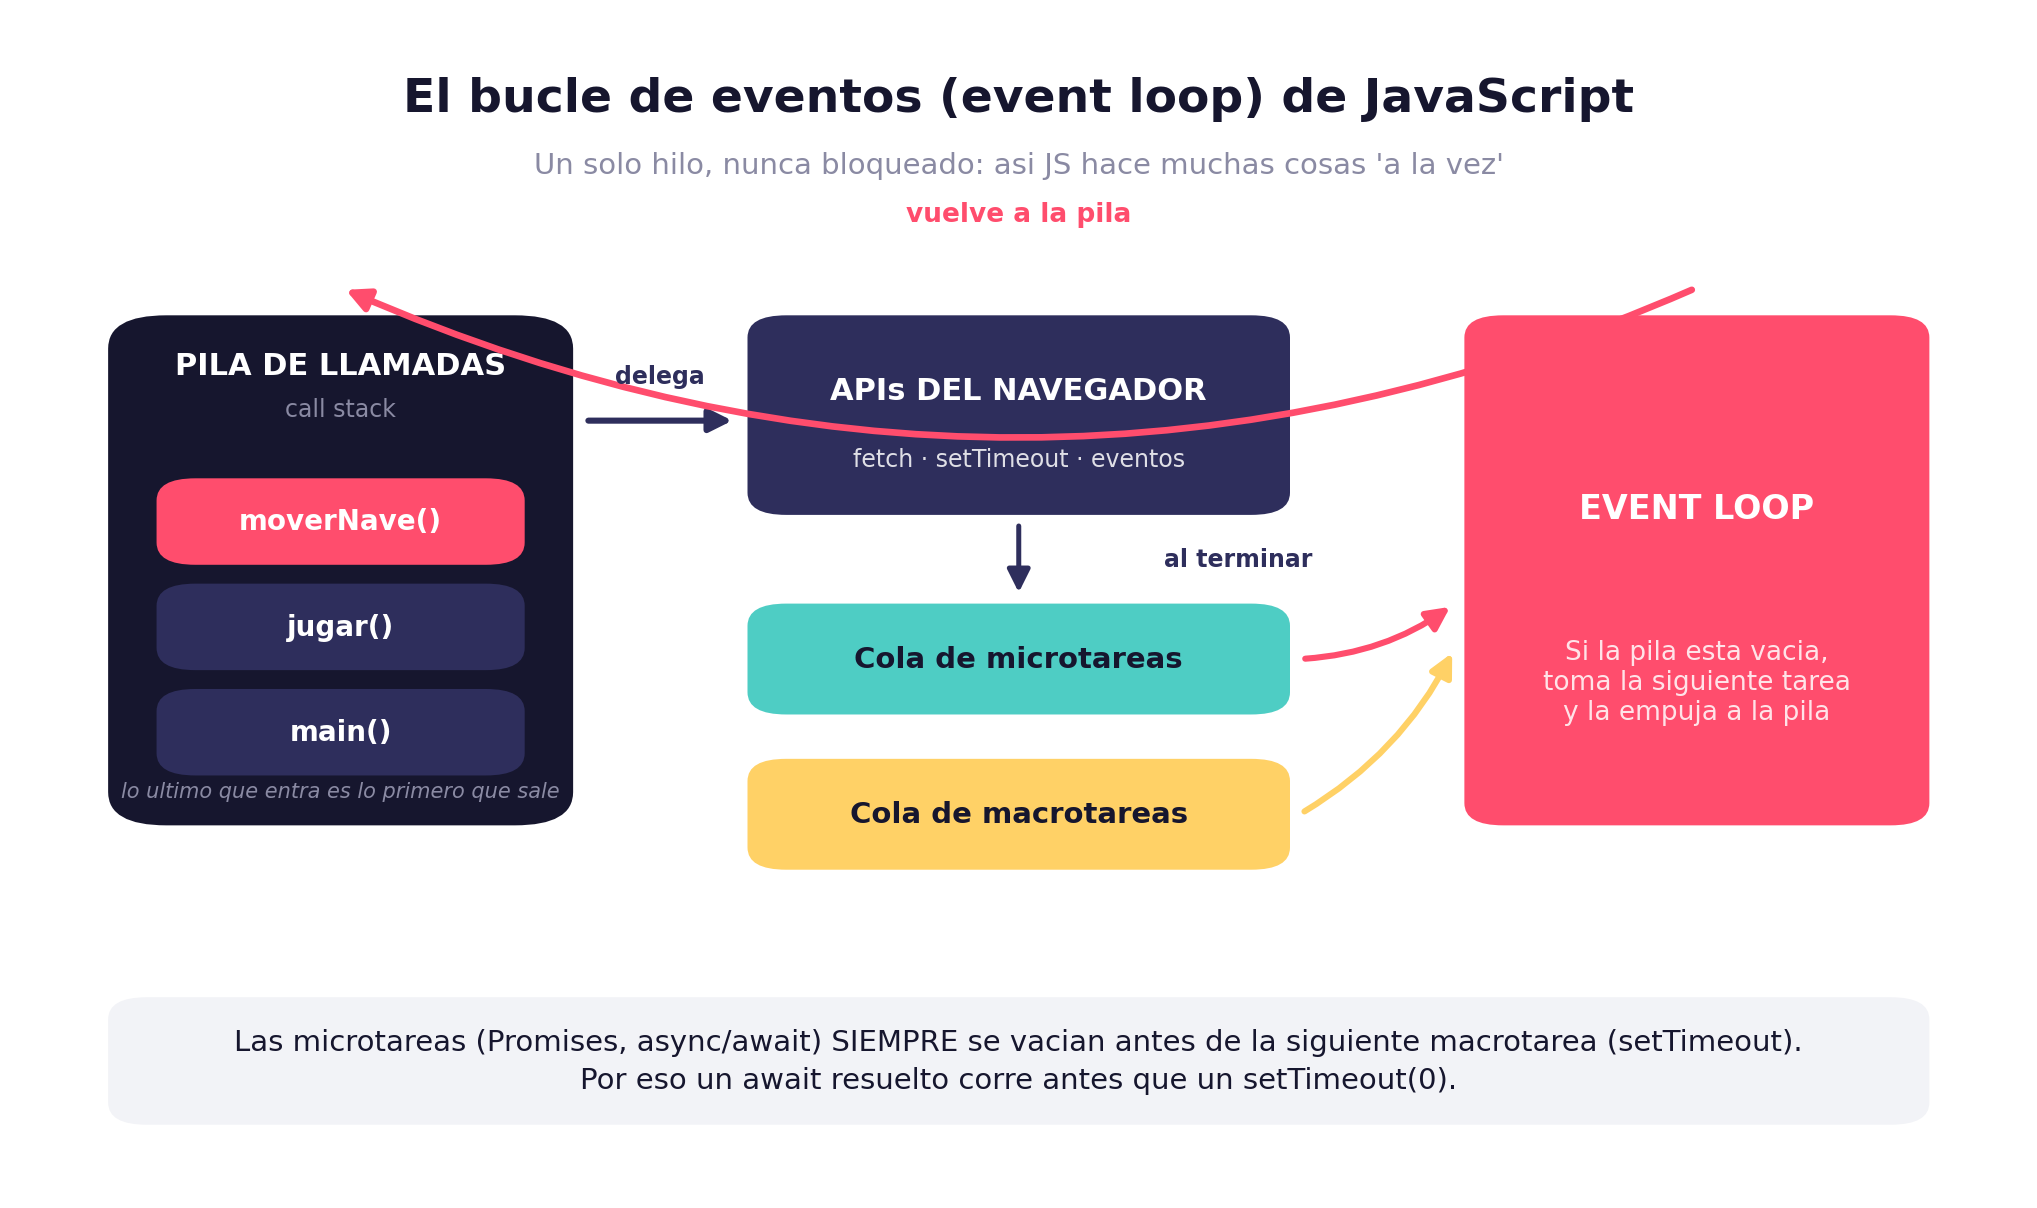 El bucle de eventos (event loop) de JavaScript
Un solo hilo, nunca bloqueado: asi JS hace muchas cosas 'a la vez'
vuelve a la pila
PILA DE LLAMADAS
call stack
moverNave()
jugar()
main()
lo ultimo que entra es lo primero que sale
delega
APIs DEL NAVEGADOR
fetch · setTimeout · eventos
al terminar
Cola de microtareas
Cola de macrotareas
EVENT LOOP
Si la pila esta vacia,
toma la siguiente tarea
y la empuja a la pila
Las microtareas (Promises, async/await) SIEMPRE se vacian antes de la siguiente macrotarea (setTimeout).
Por eso un await resuelto corre antes que un setTimeout(0).